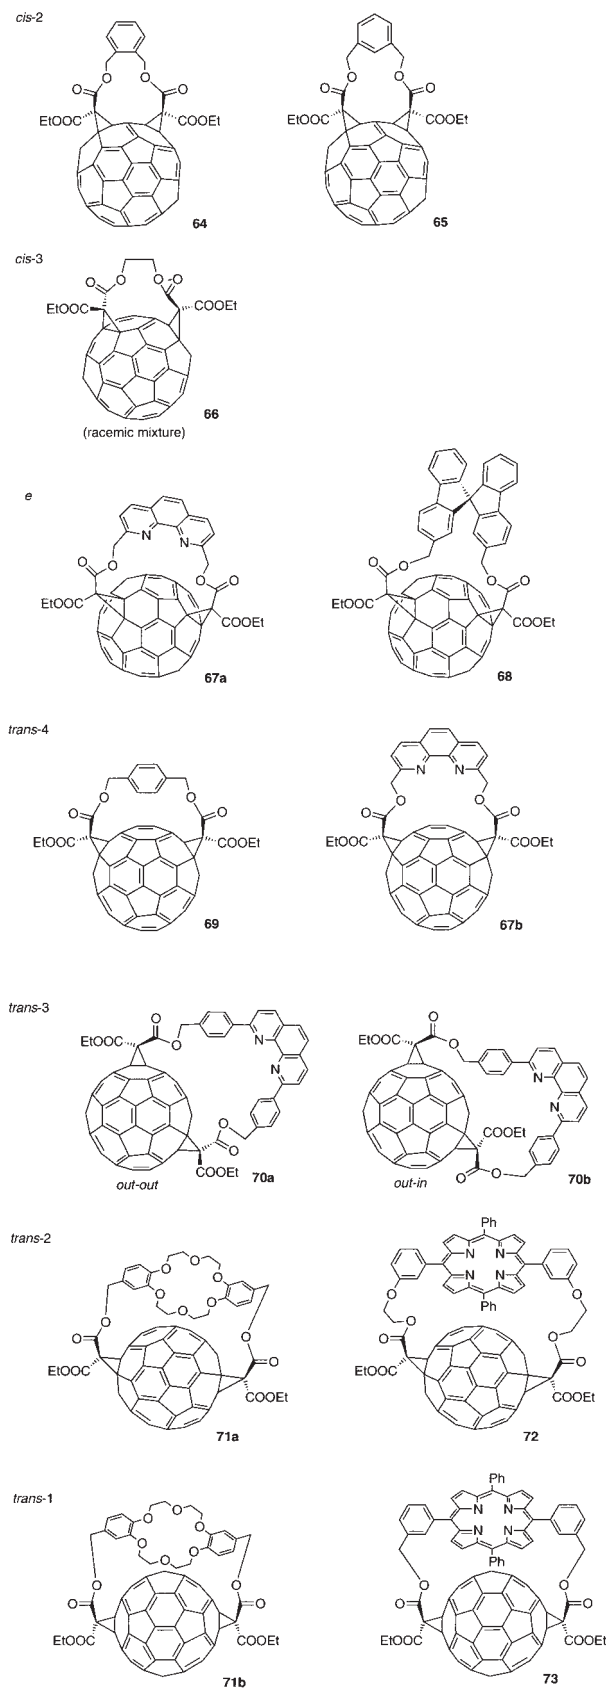 cis-2
O O
O O
EtOOC COOEt
64
O O
O O
EtOOC COOEt
65
cis-3
O O O
O
EtOOC COOEt
66
(racemic mixture)
e
N N
O O
O O
EtOOC COOEt
67a
O O
O O
EtOOC COOEt
68
trans-4
O O
O O
EtOOC COOEt
69
N N
O O
O O
EtOOC COOEt
67b
trans-3
O
EtOOC O
N
N
O
O
COOEt
out-out
70a
O
EtOOC O
N
N
COOEt
O O
out-in
70b
trans-2
O O O
O O O
O O
O O
EtOOC COOEt
71a
Ph
N N
N N
Ph
O O
O O
O O
EtOOC COOEt
72
trans-1
O O O
O O O
O O
O O
EtOOC COOEt
71b
Ph
N N
N N
Ph
O O
O O
EtOOC COOEt
73